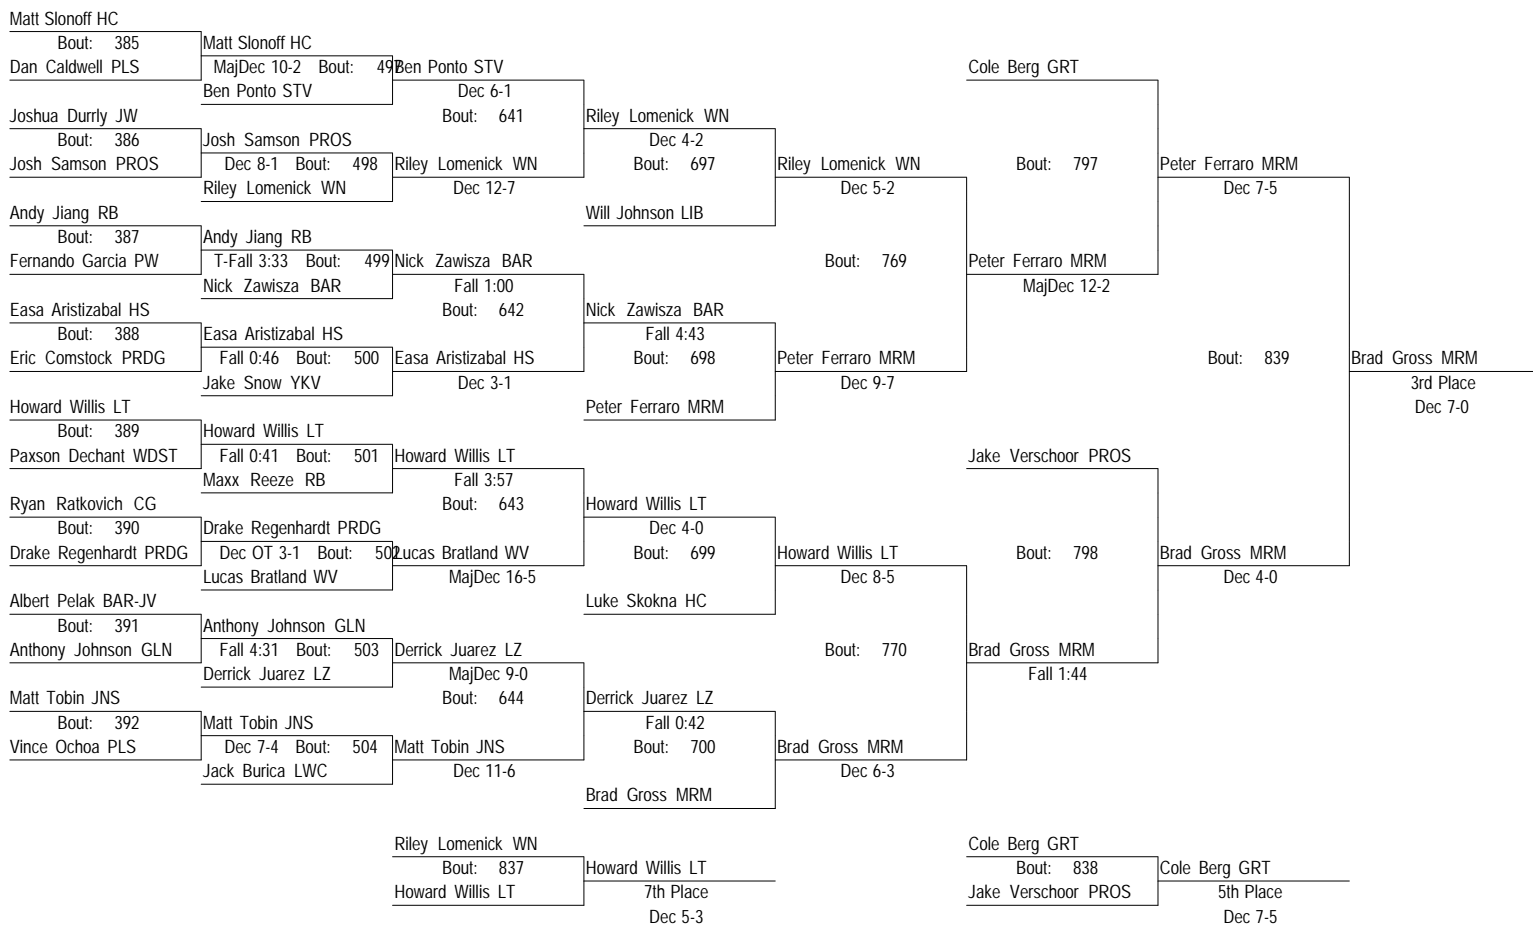 Matt Slonoff HC
Bout: 385 Matt Slonoff HC
Dan Caldwell PLS MajDec 10-2 Bout: 497 Ben Ponto STV Cole Berg GRT
Ben Ponto STV Dec 6-1
Joshua Durrly JW Bout: 641 Riley Lomenick WN
Bout: 386 Josh Samson PROS Dec 4-2
Josh Samson PROS Dec 8-1 Bout: 498 Riley Lomenick WN Bout: 697 Riley Lomenick WN Bout: 797 Peter Ferraro MRM
Riley Lomenick WN Dec 12-7 Dec 5-2 Dec 7-5
Andy Jiang RB Will Johnson LIB
Bout: 387 Andy Jiang RB
Fernando Garcia PW T-Fall 3:33 Bout: 499 Nick Zawisza BAR Bout: 769 Peter Ferraro MRM
Nick Zawisza BAR Fall 1:00 MajDec 12-2
Easa Aristizabal HS Bout: 642 Nick Zawisza BAR
Bout: 388 Easa Aristizabal HS Fall 4:43
Eric Comstock PRDG Fall 0:46 Bout: 500 Easa Aristizabal HS Bout: 698 Peter Ferraro MRM Bout: 839 Brad Gross MRM
Jake Snow YKV Dec 3-1 Dec 9-7 3rd Place
Howard Willis LT Peter Ferraro MRM Dec 7-0
Bout: 389 Howard Willis LT
Paxson Dechant WDST Fall 0:41 Bout: 501 Howard Willis LT Jake Verschoor PROS
Maxx Reeze RB Fall 3:57
Ryan Ratkovich CG Bout: 643 Howard Willis LT
Bout: 390 Drake Regenhardt PRDG Dec 4-0
Drake Regenhardt PRDG Dec OT 3-1 Bout: 502 Lucas Bratland WV Bout: 699 Howard Willis LT Bout: 798 Brad Gross MRM
Lucas Bratland WV MajDec 16-5 Dec 8-5 Dec 4-0
Albert Pelak BAR-JV Luke Skokna HC
Bout: 391 Anthony Johnson GLN
Anthony Johnson GLN Fall 4:31 Bout: 503 Derrick Juarez LZ Bout: 770 Brad Gross MRM
Derrick Juarez LZ MajDec 9-0 Fall 1:44
Matt Tobin JNS Bout: 644 Derrick Juarez LZ
Bout: 392 Matt Tobin JNS Fall 0:42
Vince Ochoa PLS Dec 7-4 Bout: 504 Matt Tobin JNS Bout: 700 Brad Gross MRM
Jack Burica LWC Dec 11-6 Dec 6-3
Brad Gross MRM
Riley Lomenick WN Cole Berg GRT
Bout: 837 Howard Willis LT Bout: 838 Cole Berg GRT
Howard Willis LT 7th Place Jake Verschoor PROS 5th Place
Dec 5-3 Dec 7-5